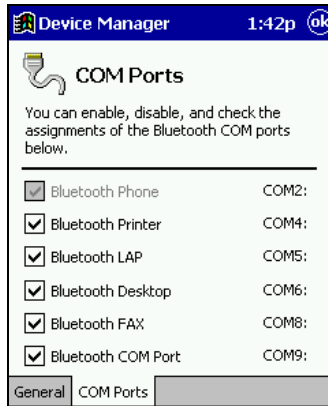 Device Manager 1:42p ok
COM Ports
You can enable, disable, and check the
assignments of the Bluetooth COM ports
below.
Bluetooth Phone COM2:
Bluetooth Printer COM4:
Bluetooth LAP COM5:
Bluetooth Desktop COM6:
Bluetooth FAX COM8:
Bluetooth COM Port COM9:
General COM Ports